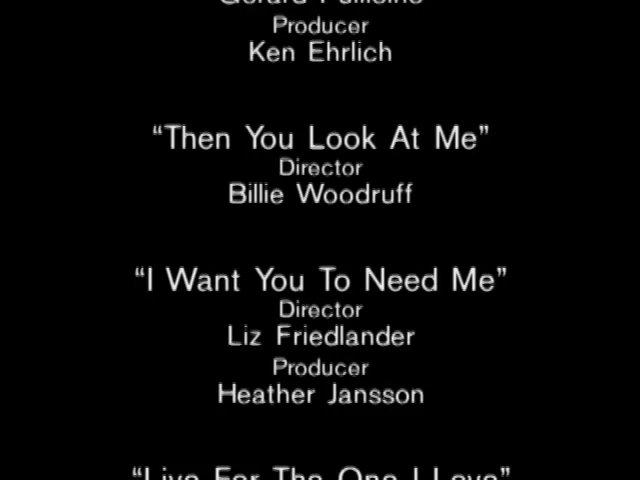 Producer
Ken Ehrlich
“Then You Look At Me”
Director
Billie Woodruff
“I Want You To Need Me”
Director
Liz Friedlander
Producer
Heather Jansson
“Live For The One I Love”